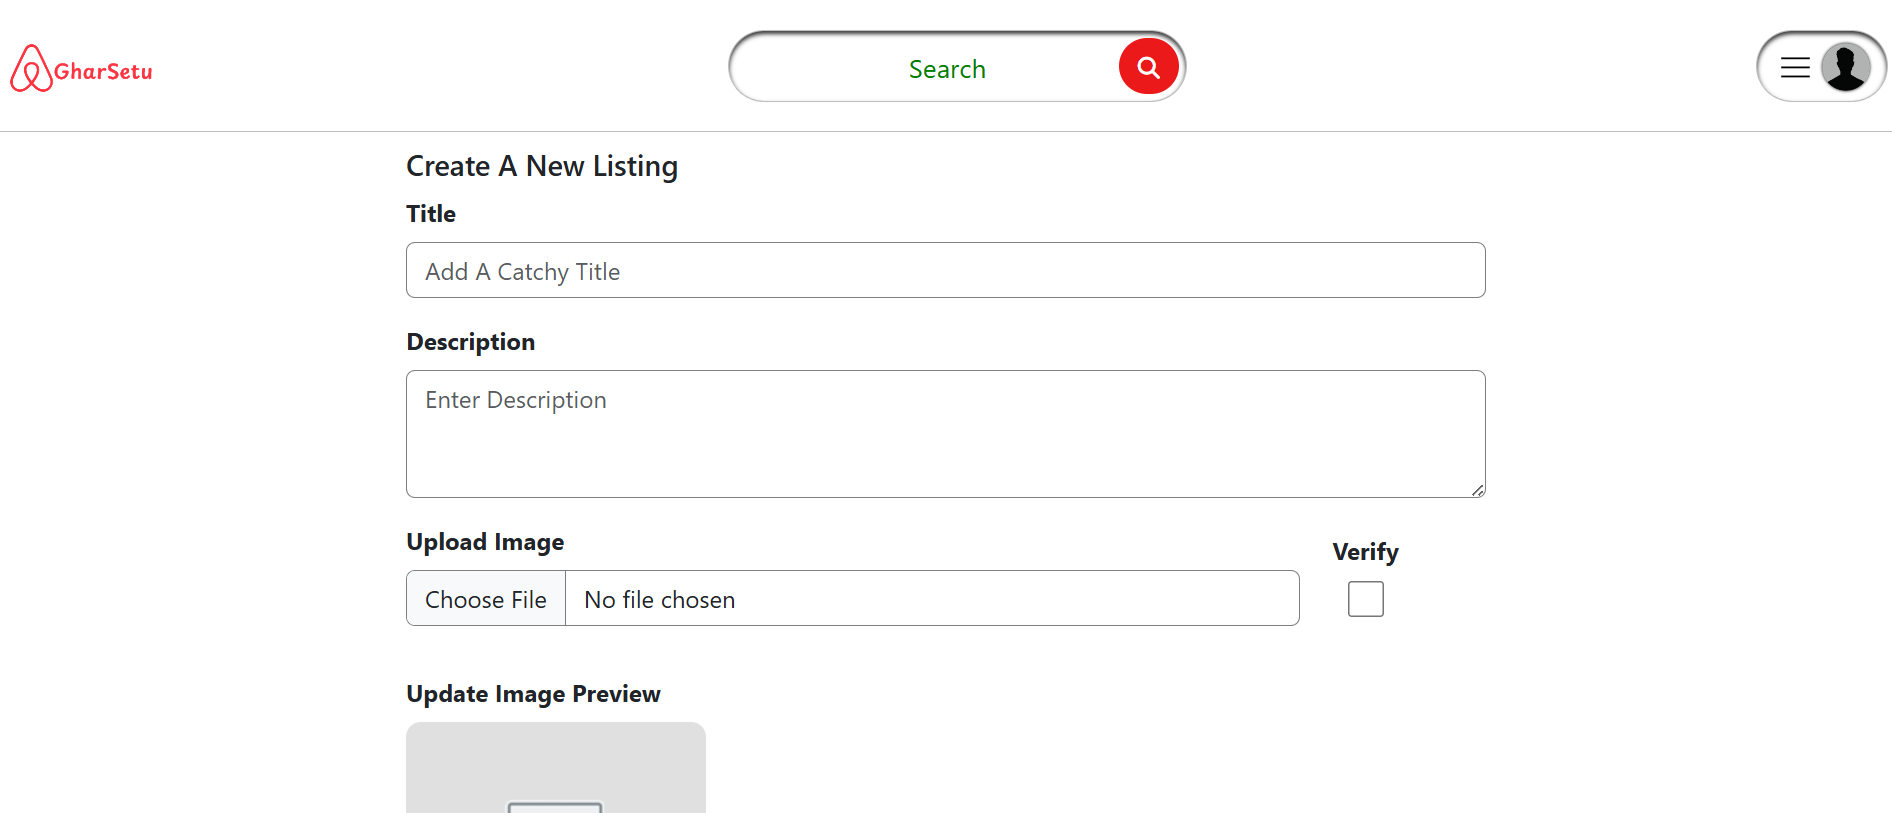 GharSetu
Search
Create A New Listing
Title
Add A Catchy Title
Description
Enter Description
Upload Image
Verify
Choose File
No file chosen
Update Image Preview